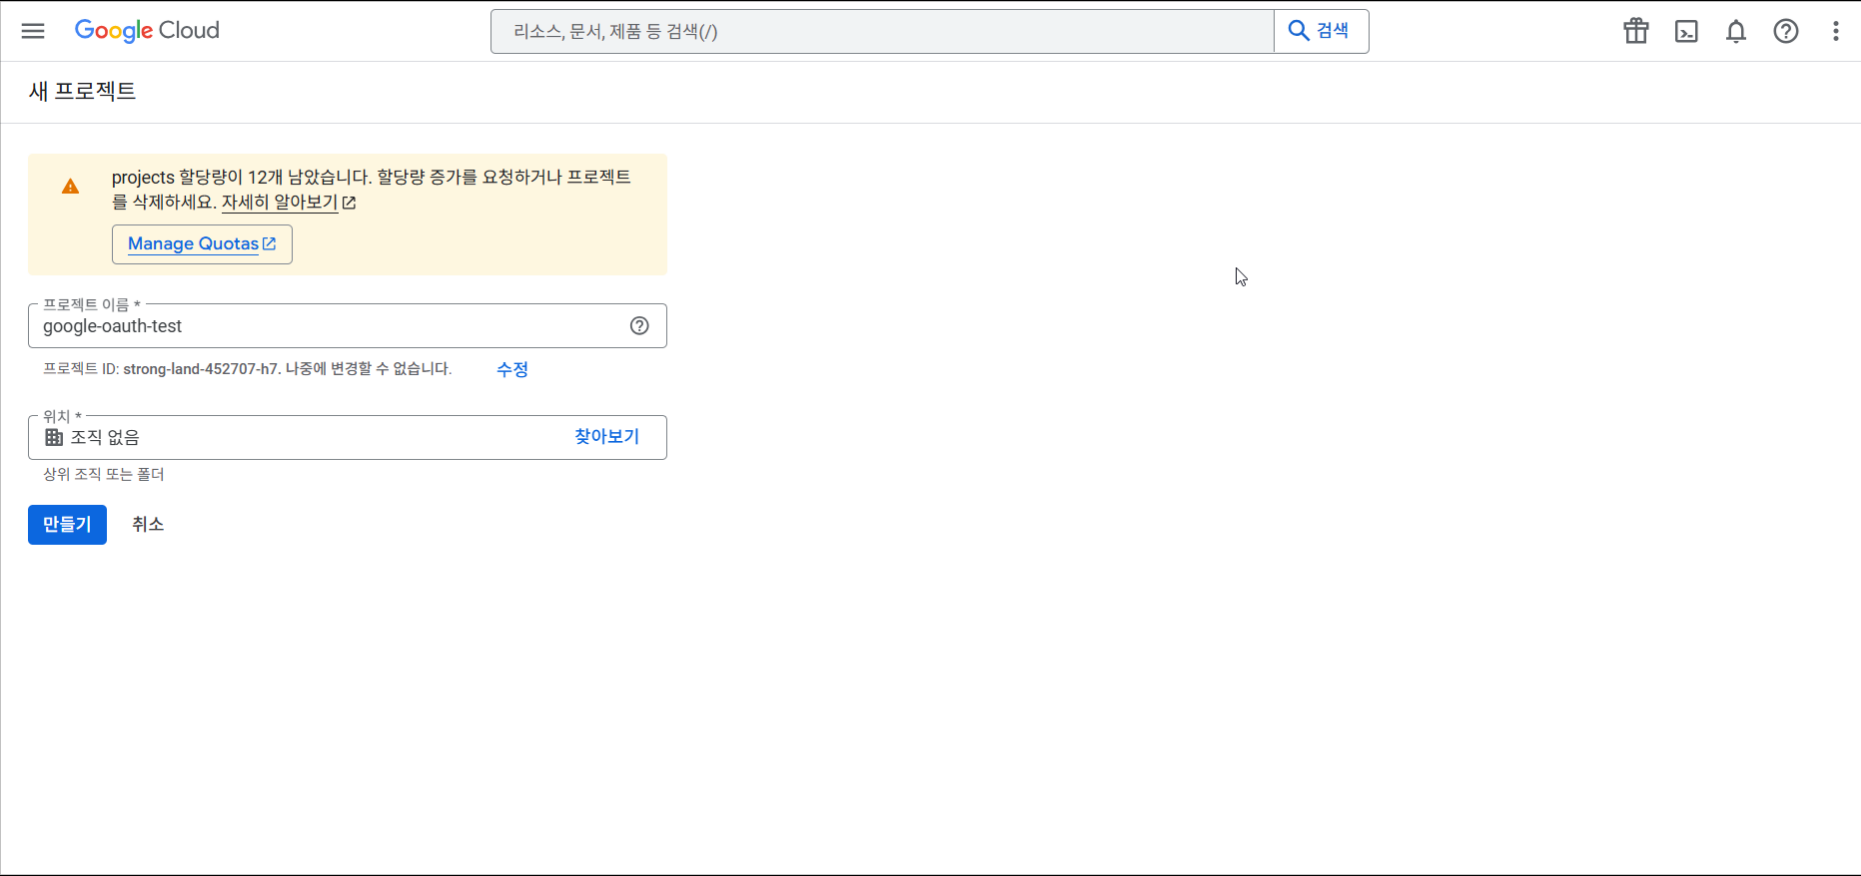 Google Cloud
리소스, 문서, 제품 등 검색(/)
검색
새 프로젝트
projects 할당량이 12개 남았습니다. 할당량 증가를 요청하거나 프로젝트
를 삭제하세요. 자세히 알아보기
Manage Quotas
프로젝트 이름 *
google-oauth-test
프로젝트 ID: strong-land-452707-h7. 나중에 변경할 수 없습니다. 수정
위치 *
조직 없음 찾아보기
상위 조직 또는 폴더
만들기 취소